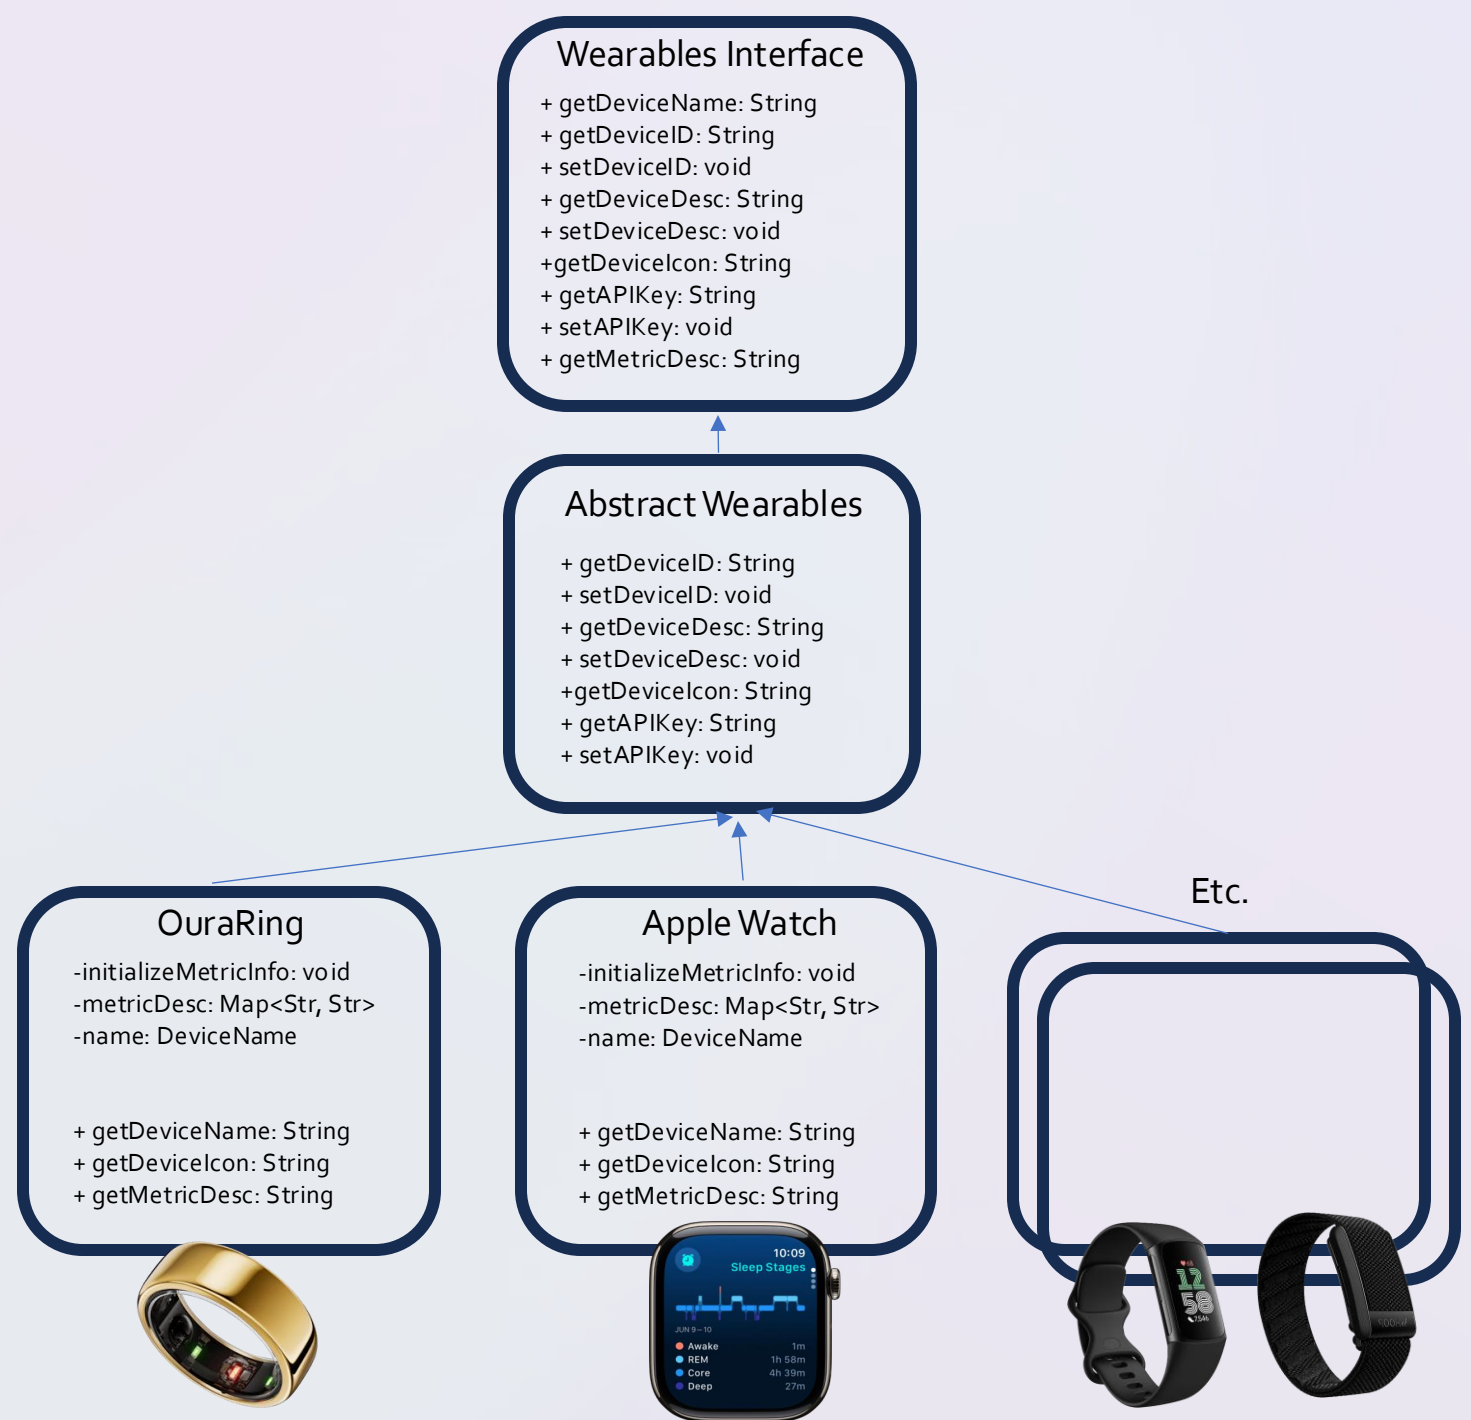 Wearables Interface
+ getDeviceName: String
+ getDeviceID: String
+ setDeviceID: void
+ getDeviceDesc: String
+ setDeviceDesc: void
+getDeviceIcon: String
+ getAPIKey: String
+ setAPIKey: void
+ getMetricDesc: String
Abstract Wearables
+ getDeviceID: String
+ setDeviceID: void
+ getDeviceDesc: String
+ setDeviceDesc: void
+getDeviceIcon: String
+ getAPIKey: String
+ setAPIKey: void
OuraRing
-initializeMetricInfo: void
-metricDesc: Map<Str, Str>
-name: DeviceName
+ getDeviceName: String
+ getDeviceIcon: String
+ getMetricDesc: String
Apple Watch
-initializeMetricInfo: void
-metricDesc: Map<Str, Str>
-name: DeviceName
+ getDeviceName: String
+ getDeviceIcon: String
+ getMetricDesc: String
10:09
Sleep Stages
JUN 9 – 10
Awake 1m
REM 1h 58m
Core 4h 39m
Deep 27m
Etc.
12
58